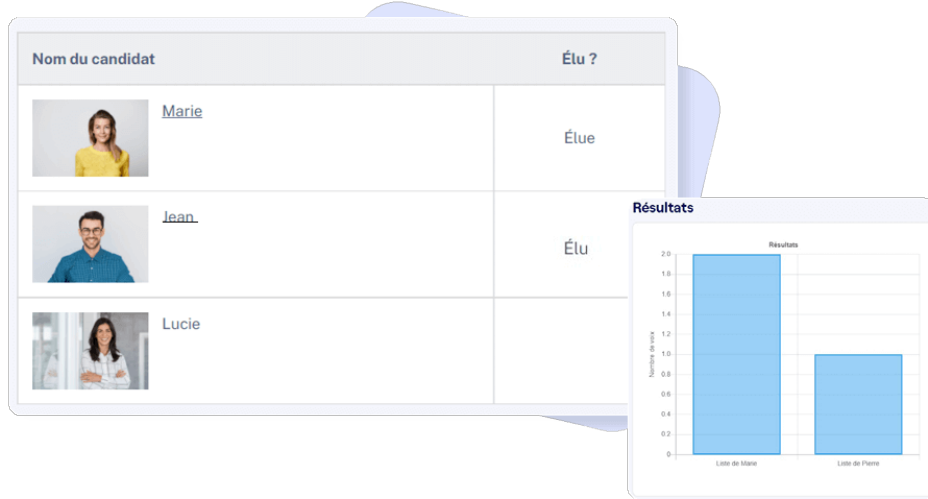 Nom du candidat
Élu ?
Marie
Élue
Jean
Élu
Lucie
Résultats
Résultats
2.0
1.8
1.6
1.4
1.2
1.0
0.8
0.6
0.4
0.2
0
Nombre de voix
Liste de Marie
Liste de Pierre